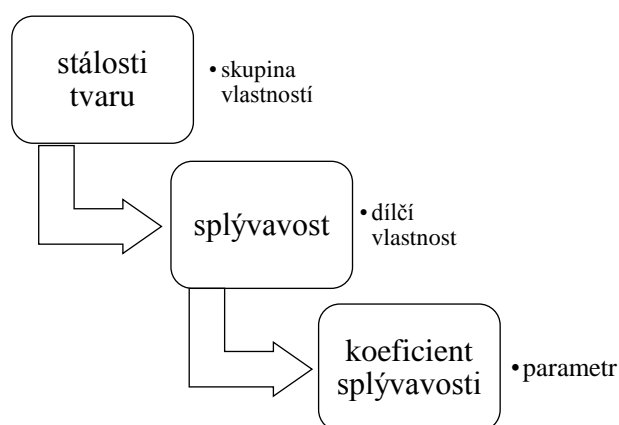 stálosti
tvaru
• skupina
vlastností
splývavost
• dílčí
vlastnost
koeficient
splývavosti
• parametr